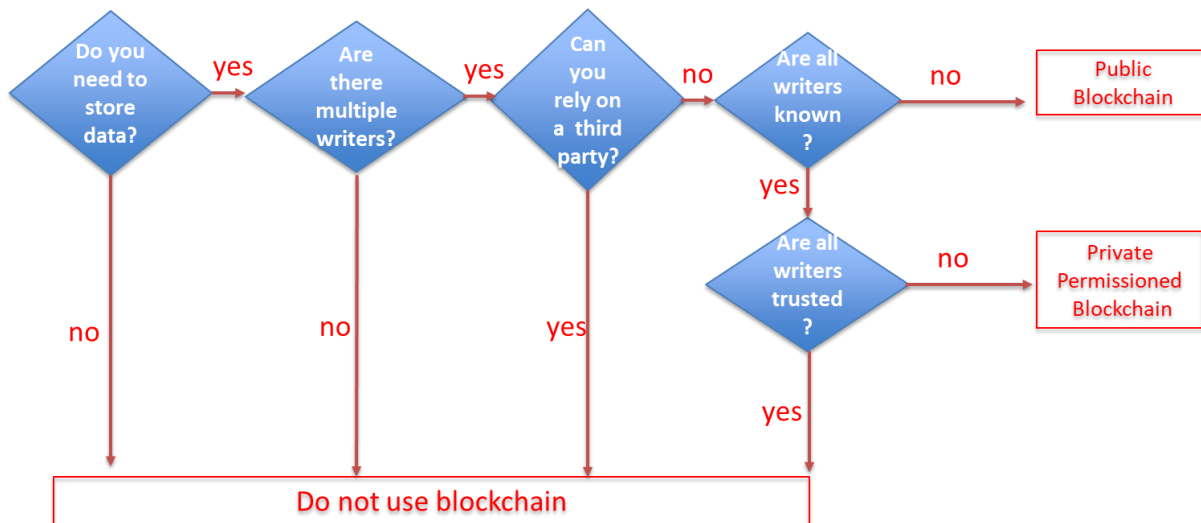 Do you
need to
store
data?
yes
Are
there
multiple
writers?
yes
Can
you
rely on
a third
party?
no
Are all
writers
known
?
no
Public
Blockchain
yes
Are all
writers
trusted
?
no
Private
Permissioned
Blockchain
no
no
yes
yes
Do not use blockchain